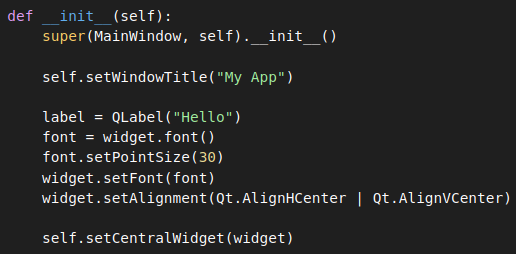 def __init__(self):
    super(MainWindow, self).__init__()

    self.setWindowTitle("My App")

    label = QLabel("Hello")
    font = widget.font()
    font.setPointSize(30)
    widget.setFont(font)
    widget.setAlignment(Qt.AlignHCenter | Qt.AlignVCenter)

    self.setCentralWidget(widget)